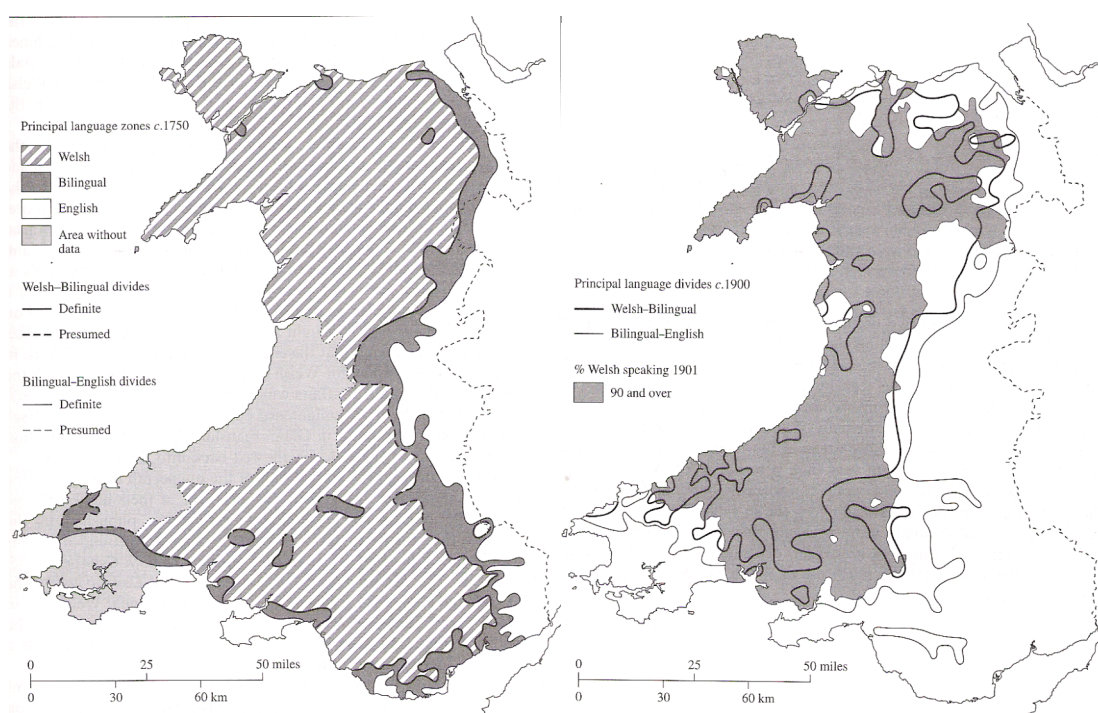 Principal language zones c.1750
Welsh
Bilingual
English
Area without
data
Welsh–Bilingual divides
Definite
Presumed
Bilingual–English divides
Definite
Presumed
0
25
50 miles
0
30
60 km
Principal language divides c.1900
Welsh–Bilingual
Bilingual–English
% Welsh speaking 1901
90 and over
0
25
50 miles
0
30
60 km